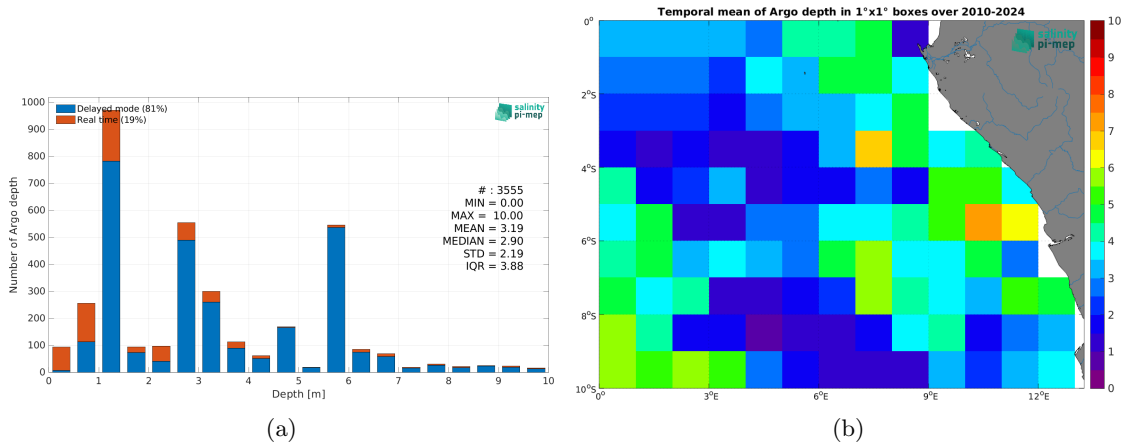 Delayed mode (81%)
Real time (19%)
salinity
pi-mep
# : 3555
MIN = 0.00
MAX = 10.00
MEAN = 3.19
MEDIAN = 2.90
STD = 2.19
IQR = 3.88
Number of Argo depth
1000
900
800
700
600
500
400
300
200
100
0
0 1 2 3 4 5 6 7 8 9 10
Depth [m]
(a)
Temporal mean of Argo depth in 1°x1° boxes over 2010-2024
salinity
pi-mep
0°
2°S
4°S
6°S
8°S
10°S
0° 3°E 6°E 9°E 12°E
10
9
8
7
6
5
4
3
2
1
0
(b)